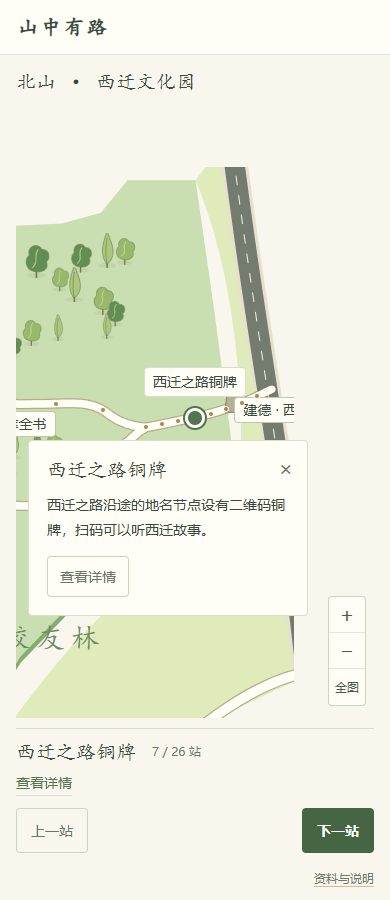 山中有路
北山 • 西迁文化园
西迁之路铜牌
建德 · 西
全书
西迁之路铜牌
×
西迁之路沿途的地名节点设有二维码铜
牌，扫码可以听西迁故事。
查看详情
+
−
全图
友林
西迁之路铜牌 7 / 26 站
查看详情
上一站
下一站
资料与说明